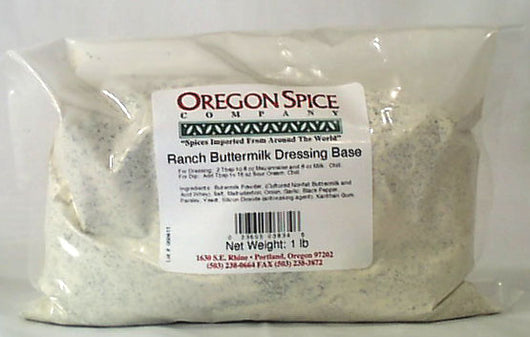 OREGON SPICE
COMPANY
"Spices Imported From Around The World"
Ranch Buttermilk Dressing Base
For Dressing: 2 Tbsp to 8 oz Mayonnaise and 8 oz Milk. Chill.
For Dip: Add Tbsp to 16 oz Sour Cream. Chill.
Ingredients: Buttermilk Powder, (Cultured Nonfat Buttermilk and
Acid Whey), Salt, Maltodextrin, Onion, Garlic, Black Pepper,
Parsley, Yeast, Silicon Dioxide (anticaking agent), Xanthan Gum.
Net Weight: 1 lb
1630 S.E. Rhine • Portland, Oregon 97202
(503) 238-0664 FAX (503) 238-3872